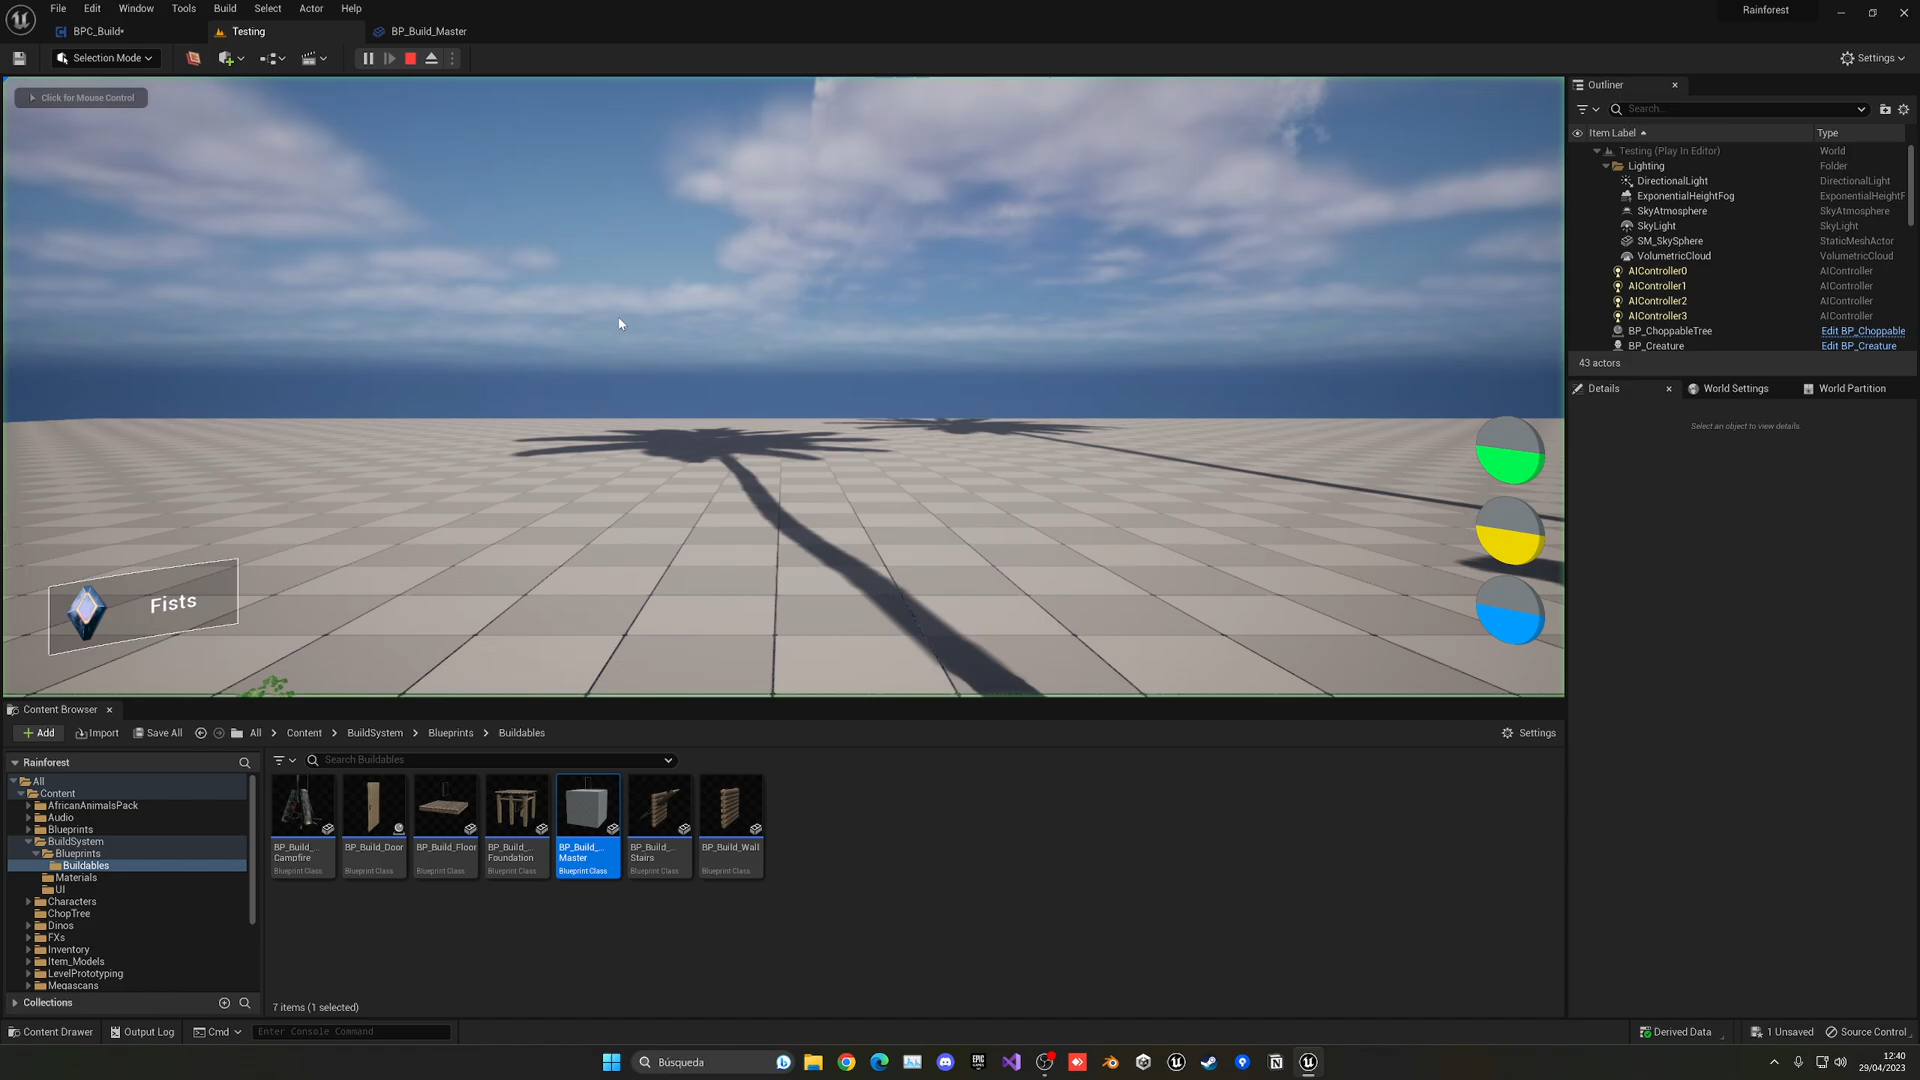 File Edit Window Tools Build Select Actor Help
Rainforest
BPC_Build*
Testing
BP_Build_Master
Selection Mode
Settings
Click for Mouse Control
Fists
Outliner
Search...
Item Label
Type
Testing (Play In Editor) World
Lighting Folder
DirectionalLight DirectionalLight
ExponentialHeightFog ExponentialHeightF
SkyAtmosphere SkyAtmosphere
SkyLight SkyLight
SM_SkySphere StaticMeshActor
VolumetricCloud VolumetricCloud
AIController0 AIController
AIController1 AIController
AIController2 AIController
AIController3 AIController
BP_ChoppableTree Edit BP_Choppable
BP_Creature Edit BP_Creature
43 actors
Details
World Settings
World Partition
Select an object to view details.
Content Browser
Add
Import
Save All
All > Content > BuildSystem > Blueprints > Buildables
Settings
Rainforest
All
Content
AfricanAnimalsPack
Audio
Blueprints
BuildSystem
Blueprints
Buildables
Materials
UI
Characters
ChopTree
Dinos
FXs
Inventory
Item_Models
LevelPrototyping
Megascans
Collections
Search Buildables
BP_Build_...
Campfire
Blueprint Class
BP_Build_Door
Blueprint Class
BP_Build_Floor
Blueprint Class
BP_Build_...
Foundation
Blueprint Class
BP_Build_...
Master
Blueprint Class
BP_Build_...
Stairs
Blueprint Class
BP_Build_Wall
Blueprint Class
7 items (1 selected)
Content Drawer
Output Log
Cmd
Enter Console Command
Derived Data
1 Unsaved
Source Control
Búsqueda
EPIC
GAMES
12:40
29/04/2023